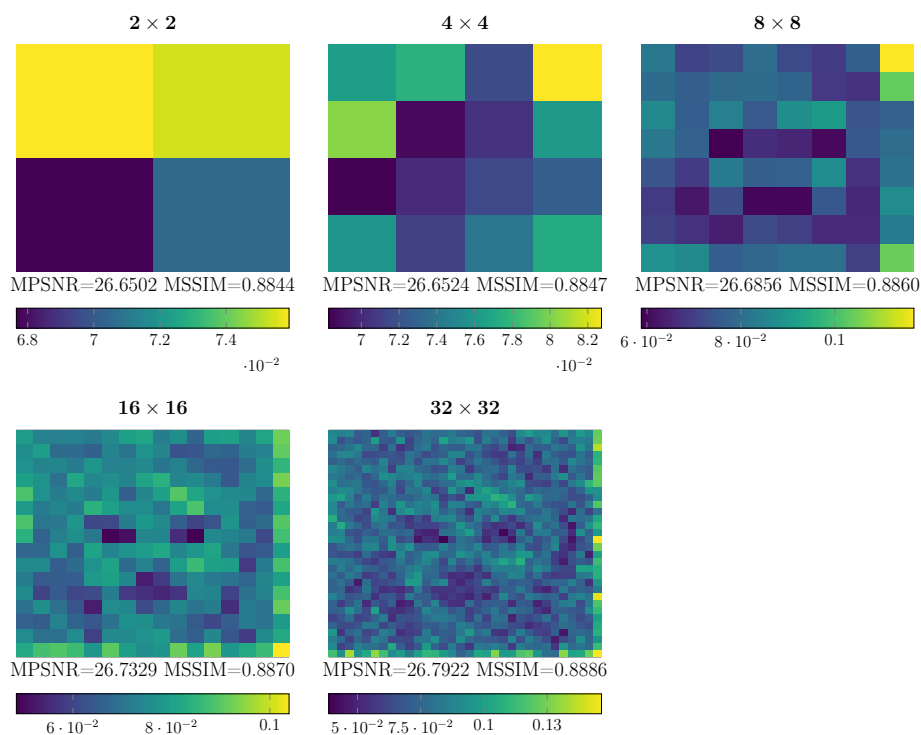 2 × 2
4 × 4
8 × 8
MPSNR=26.6502 MSSIM=0.8844
MPSNR=26.6524 MSSIM=0.8847
MPSNR=26.6856 MSSIM=0.8860
6.8 7 7.2 7.4
·10⁻²
7 7.2 7.4 7.6 7.8 8 8.2
·10⁻²
6 · 10⁻² 8 · 10⁻² 0.1
16 × 16
32 × 32
MPSNR=26.7329 MSSIM=0.8870
MPSNR=26.7922 MSSIM=0.8886
6 · 10⁻² 8 · 10⁻² 0.1
5 · 10⁻² 7.5 · 10⁻² 0.1 0.13